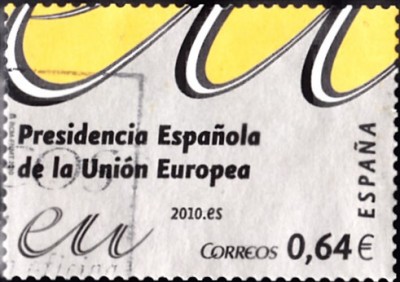 Presidencia Española
de la Unión Europea
2010.es
eu
CORREOS 0,64€
ESPAÑA